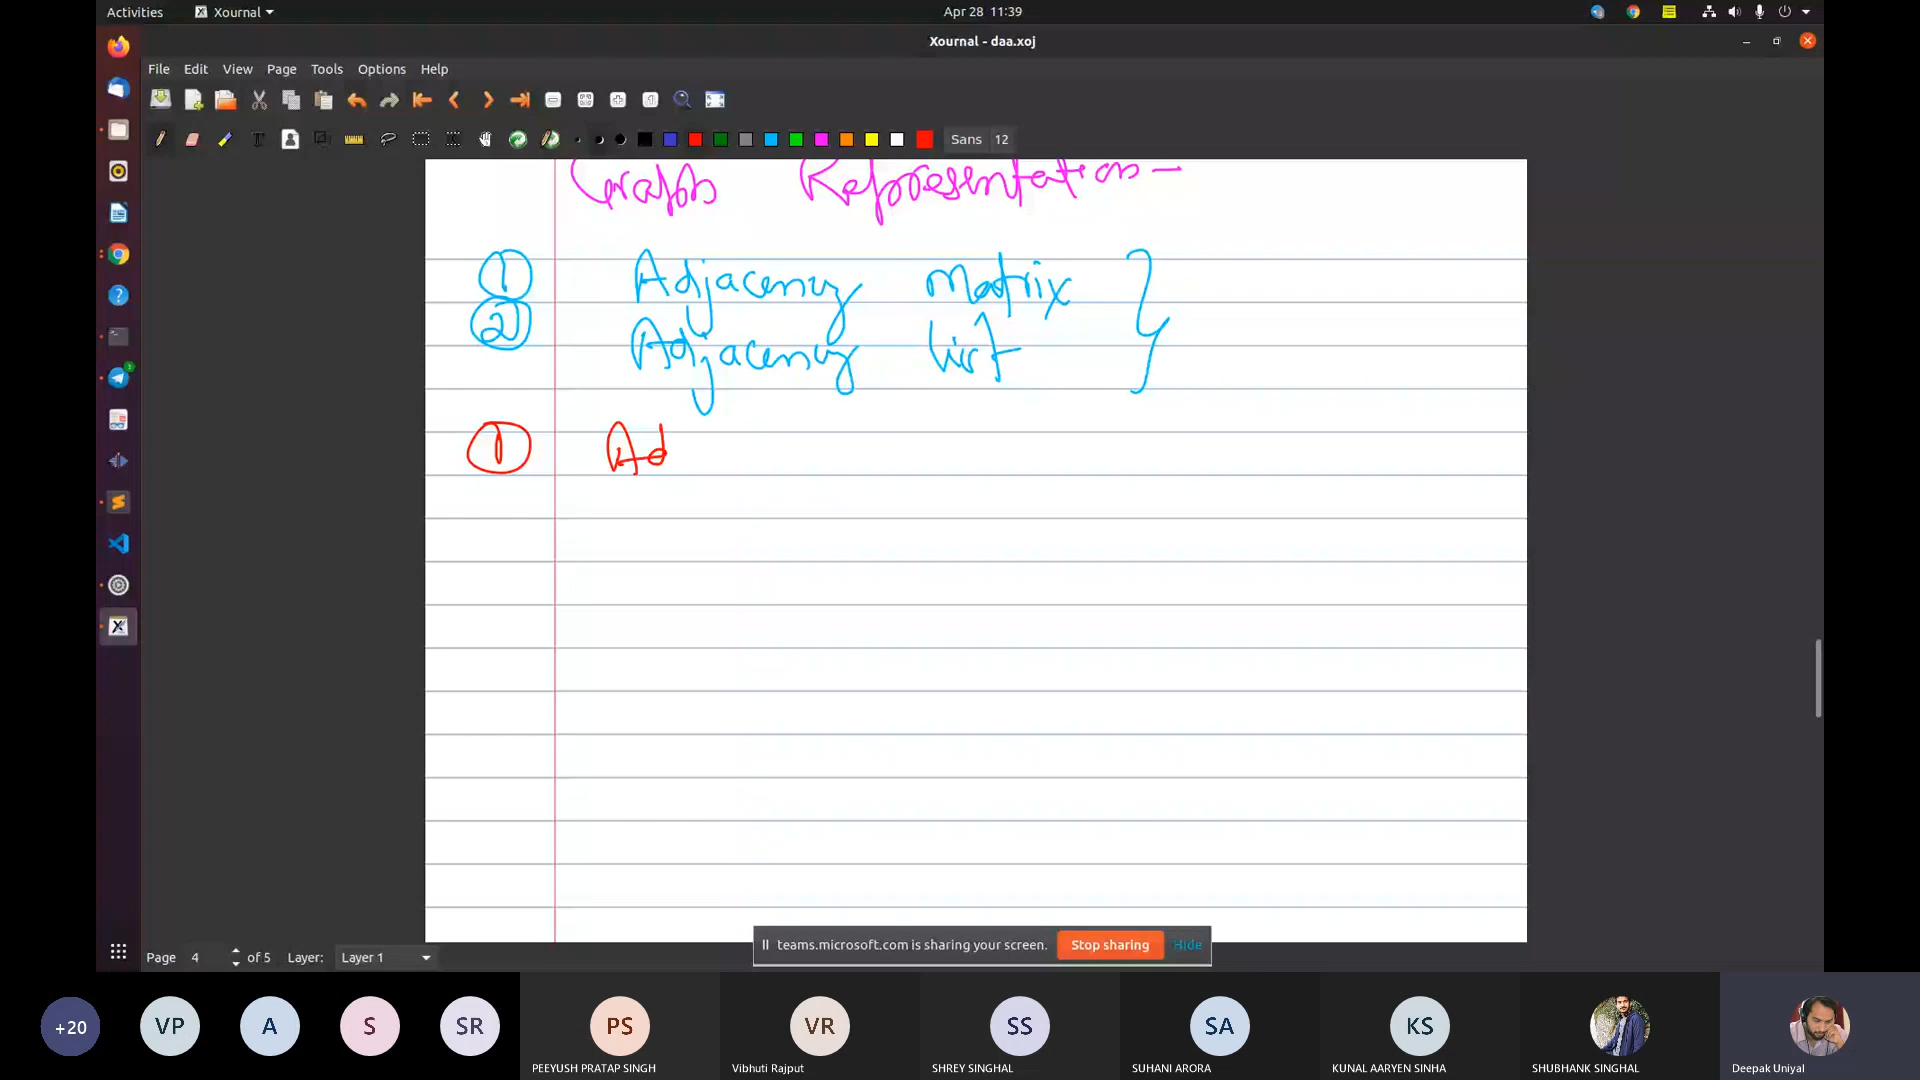 Activities Xournal Apr 28 11:39
Xournal - daa.xoj
File Edit View Page Tools Options Help
Sans 12
Graph Representation -
① Adjacency Matrix
② Adjacency List
① Ad
teams.microsoft.com is sharing your screen. Stop sharing Hide
Page 4 of 5 Layer: Layer 1
+20 VP A S SR PS VR SS SA KS
PEEYUSH PRATAP SINGH Vibhuti Rajput SHREY SINGHAL SUHANI ARORA KUNAL AARYEN SINHA SHUBHANK SINGHAL Deepak Uniyal